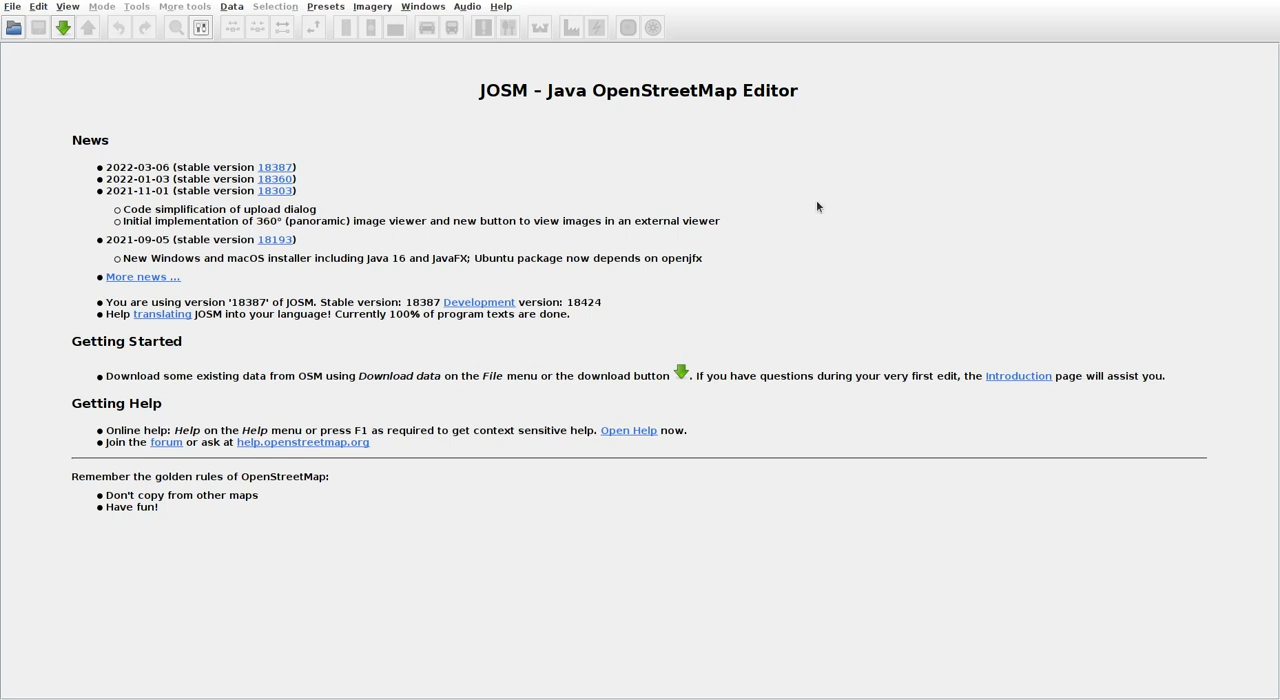 File Edit View Mode Tools More tools Data Selection Presets Imagery Windows Audio Help
JOSM – Java OpenStreetMap Editor
News
● 2022-03-06 (stable version 18387)
● 2022-01-03 (stable version 18360)
● 2021-11-01 (stable version 18303)
○ Code simplification of upload dialog
○ Initial implementation of 360° (panoramic) image viewer and new button to view images in an external viewer
● 2021-09-05 (stable version 18193)
○ New Windows and macOS installer including Java 16 and JavaFX; Ubuntu package now depends on openjfx
● More news ...
● You are using version '18387' of JOSM. Stable version: 18387 Development version: 18424
● Help translating JOSM into your language! Currently 100% of program texts are done.
Getting Started
● Download some existing data from OSM using Download data on the File menu or the download button . If you have questions during your very first edit, the Introduction page will assist you.
Getting Help
● Online help: Help on the Help menu or press F1 as required to get context sensitive help. Open Help now.
● Join the forum or ask at help.openstreetmap.org
Remember the golden rules of OpenStreetMap:
● Don't copy from other maps
● Have fun!